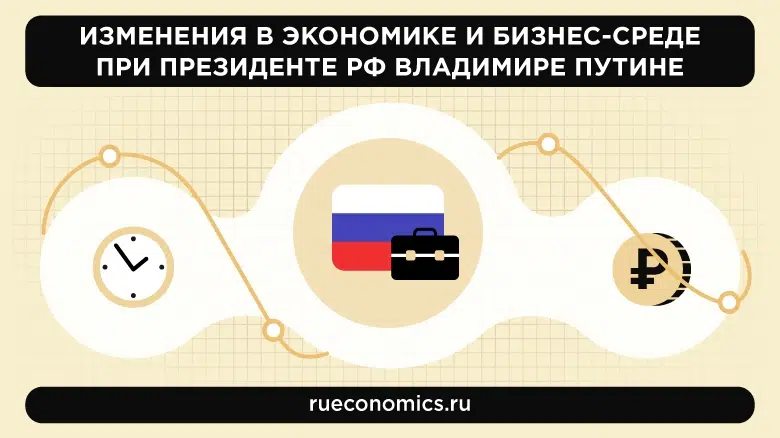 ИЗМЕНЕНИЯ В ЭКОНОМИКЕ И БИЗНЕС-СРЕДЕ
ПРИ ПРЕЗИДЕНТЕ РФ ВЛАДИМИРЕ ПУТИНЕ
₽
rueconomics.ru